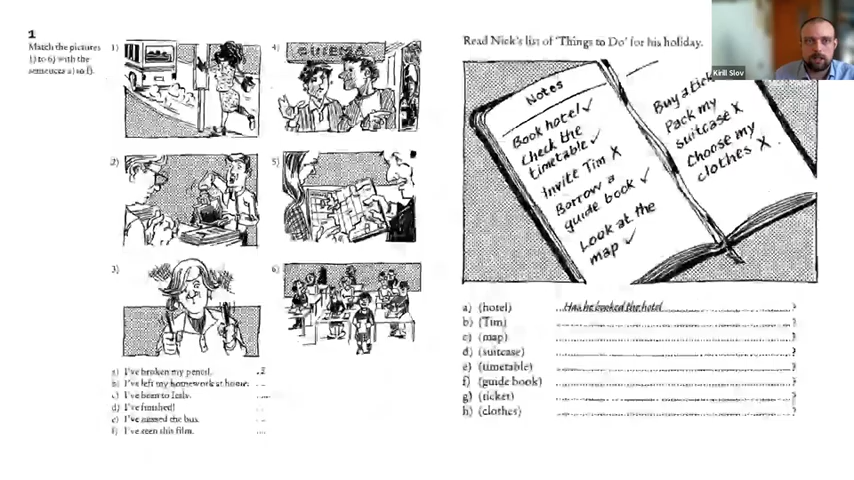 1
Match the pictures
1) to 6) with the
sentences a) to f).
1)
4)
CINEMA
2)
5)
3)
6)
a) I've broken my pencil. ..3
b) I've left my homework at home. ....
c) I've been to Italy. ....
d) I've finished! ....
e) I've missed the bus. ....
f) I've seen this film. ....
Read Nick's list of 'Things to Do' for his holiday.
Notes
Book hotel ✓
Check the
timetable ✓
Invite Tim X
Borrow a
guide book ✓
Look at the
map ✓
Buy a
Pack my
suitcase X
Choose my
clothes X
a) (hotel) Has he booked the hotel ?
b) (Tim) ?
c) (map) ?
d) (suitcase) ?
e) (timetable) ?
f) (guide book) ?
g) (ticket) ?
h) (clothes) ?
Kirill Slov